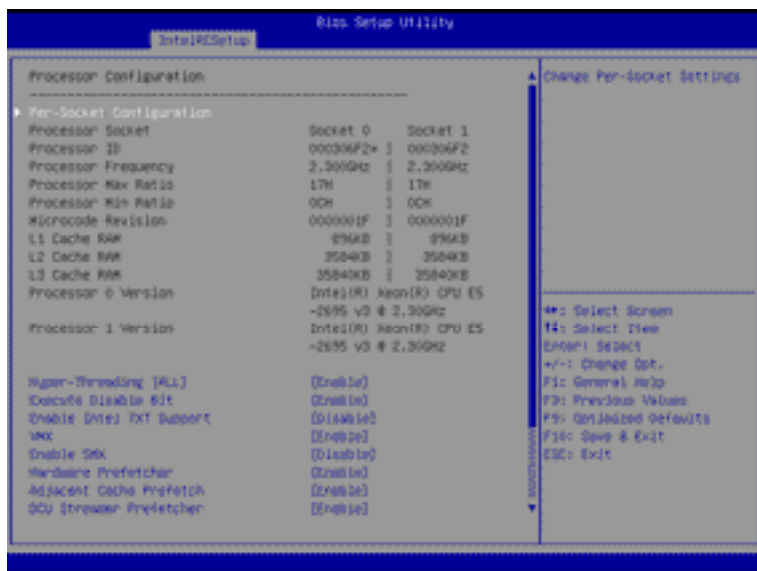 Bios Setup Utility
IntelRCSetup
Processor Configuration
Per-Socket Configuration
Processor Socket Socket 0 Socket 1
Processor ID 000306F2* | 000306F2
Processor Frequency 2.300GHz | 2.300GHz
Processor Max Ratio 17H | 17H
Processor Min Ratio 0CH | 0CH
Microcode Revision 0000001F | 0000001F
L1 Cache RAM 896KB | 896KB
L2 Cache RAM 3584KB | 3584KB
L3 Cache RAM 35840KB | 35840KB
Processor 0 Version Intel(R) Xeon(R) CPU E5
-2695 v3 @ 2.30GHz
Processor 1 Version Intel(R) Xeon(R) CPU E5
-2695 v3 @ 2.30GHz
Hyper-Threading [ALL] [Enable]
Execute Disable Bit [Enable]
Enable Intel TXT Support [Disable]
VMX [Enable]
Enable SMX [Disable]
Hardware Prefetcher [Enable]
Adjacent Cache Prefetch [Enable]
DCU Streamer Prefetcher [Enable]
Change Per-Socket Settings
: Select Screen
: Select Item
Enter: Select
+/-: Change Opt.
F1: General Help
F3: Previous Values
F9: Optimized Defaults
F10: Save & Exit
ESC: Exit